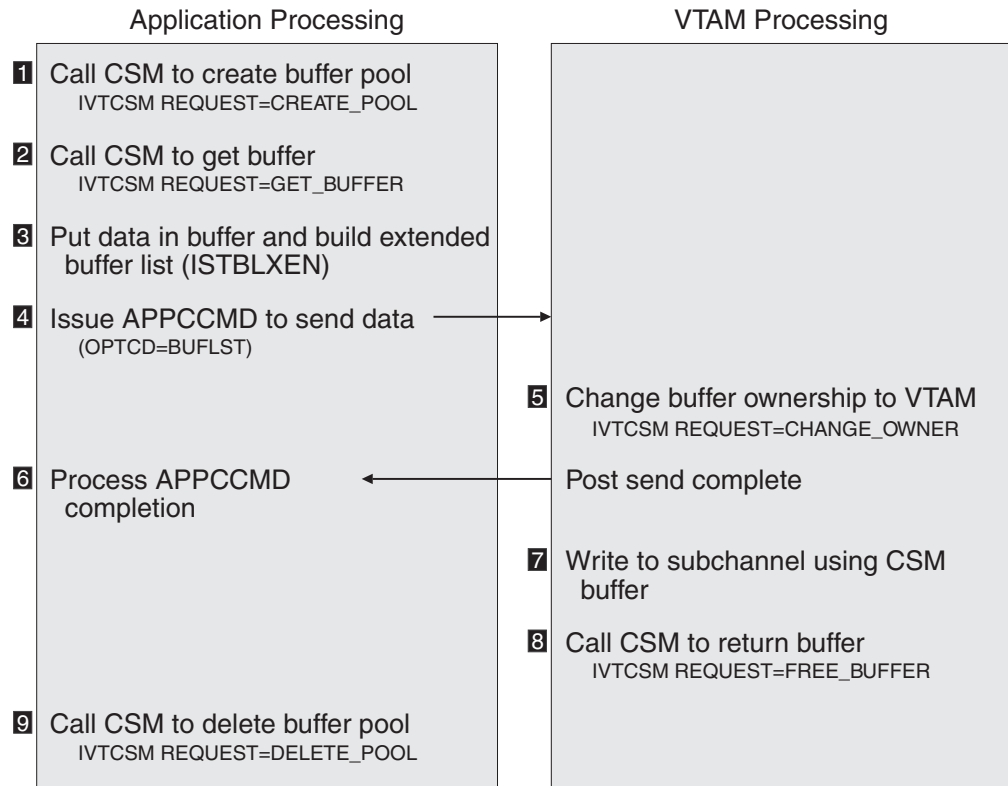 Application Processing
VTAM Processing
1 Call CSM to create buffer pool
IVTCSM REQUEST=CREATE_POOL
2 Call CSM to get buffer
IVTCSM REQUEST=GET_BUFFER
3 Put data in buffer and build extended
buffer list (ISTBLXEN)
4 Issue APPCCMD to send data
(OPTCD=BUFLST)
5 Change buffer ownership to VTAM
IVTCSM REQUEST=CHANGE_OWNER
6 Process APPCCMD
completion
Post send complete
7 Write to subchannel using CSM
buffer
8 Call CSM to return buffer
IVTCSM REQUEST=FREE_BUFFER
9 Call CSM to delete buffer pool
IVTCSM REQUEST=DELETE_POOL